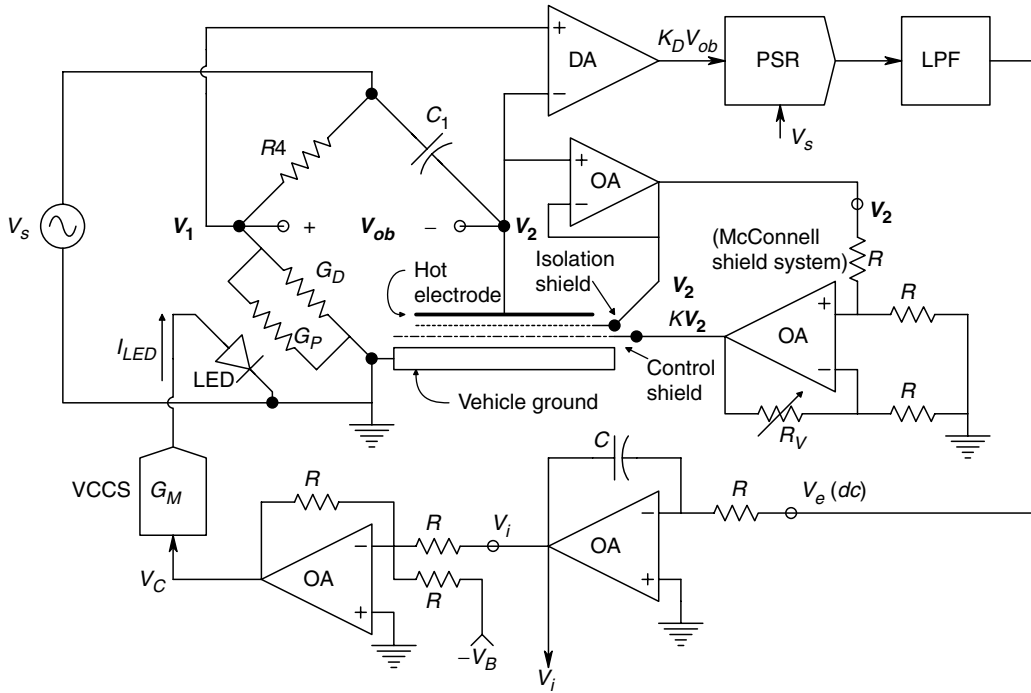 +
DA
−
K_D V_ob
PSR
LPF
V_s
C_1
R4
+
OA
−
V_s
V_1
+
V_ob
−
V_2
V_2
(McConnell
shield system)
R
Isolation
shield
Hot
electrode
V_2
KV_2
G_D
G_P
+
OA
−
R
R
R_V
I_LED
LED
Control
shield
Vehicle ground
C
VCCS
G_M
R
R
V_i
−
OA
+
R
V_e (dc)
−
OA
+
R
V_C
−V_B
V_i